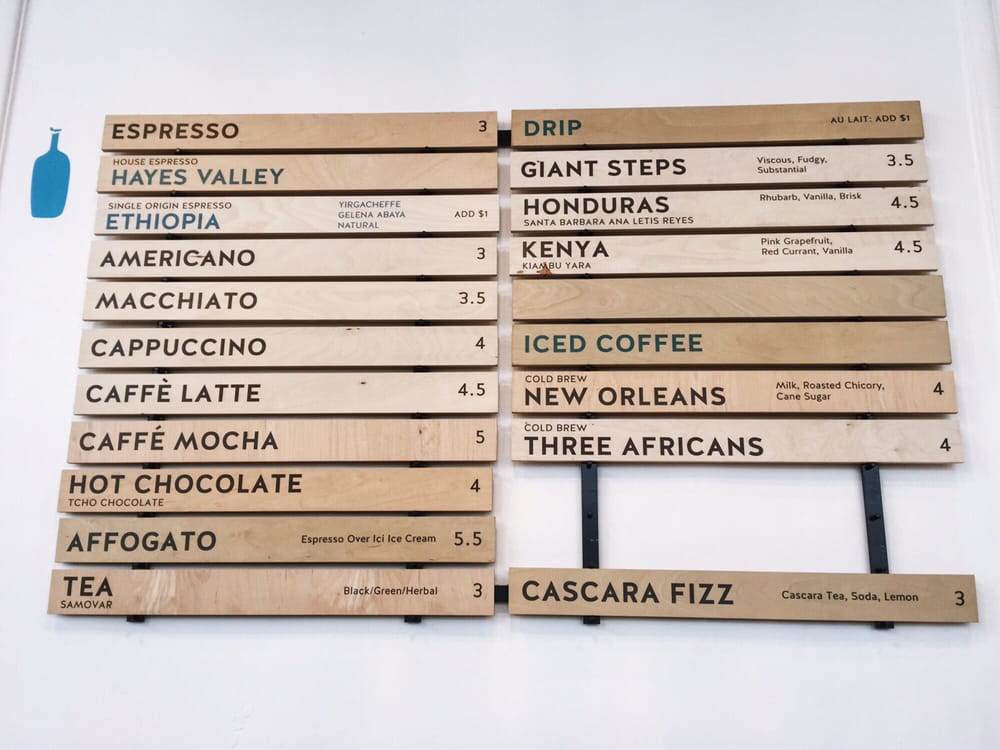 ESPRESSO 3
HOUSE ESPRESSO
HAYES VALLEY
SINGLE ORIGIN ESPRESSO
ETHIOPIA
YIRGACHEFFE
GELENA ABAYA
NATURAL
ADD $1
AMERICANO 3
MACCHIATO 3.5
CAPPUCCINO 4
CAFFÈ LATTE 4.5
CAFFÉ MOCHA 5
HOT CHOCOLATE 4
TCHO CHOCOLATE
AFFOGATO Espresso Over Ici Ice Cream 5.5
TEA Black/Green/Herbal 3
SAMOVAR
DRIP AU LAIT: ADD $1
GIANT STEPS 3.5
Viscous, Fudgy,
Substantial
HONDURAS Rhubarb, Vanilla, Brisk 4.5
SANTA BARBARA ANA LETIS REYES
KENYA 4.5
Pink Grapefruit,
Red Currant, Vanilla
KIAMBU YARA
ICED COFFEE
COLD BREW
NEW ORLEANS 4
Milk, Roasted Chicory,
Cane Sugar
COLD BREW
THREE AFRICANS 4
CASCARA FIZZ Cascara Tea, Soda, Lemon 3